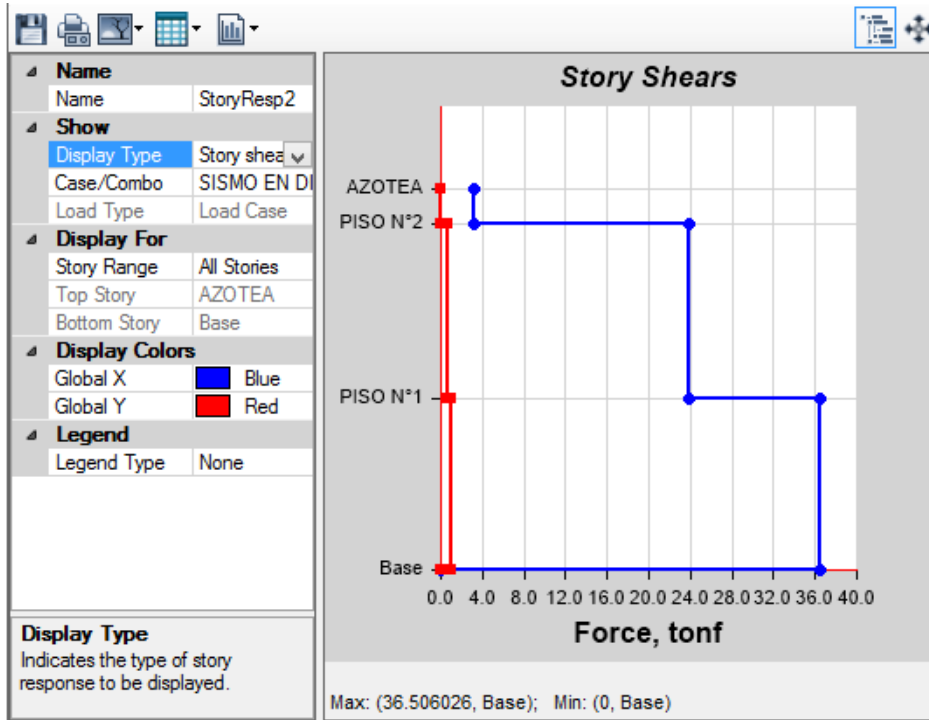 Name
Name StoryResp2
Show
Display Type Story shea
Case/Combo SISMO EN DI
Load Type Load Case
Display For
Story Range All Stories
Top Story AZOTEA
Bottom Story Base
Display Colors
Global X Blue
Global Y Red
Legend
Legend Type None
Display Type
Indicates the type of story
response to be displayed.
Story Shears
AZOTEA
PISO N°2
PISO N°1
Base
0.0 4.0 8.0 12.0 16.0 20.0 24.0 28.0 32.0 36.0 40.0
Force, tonf
Max: (36.506026, Base); Min: (0, Base)